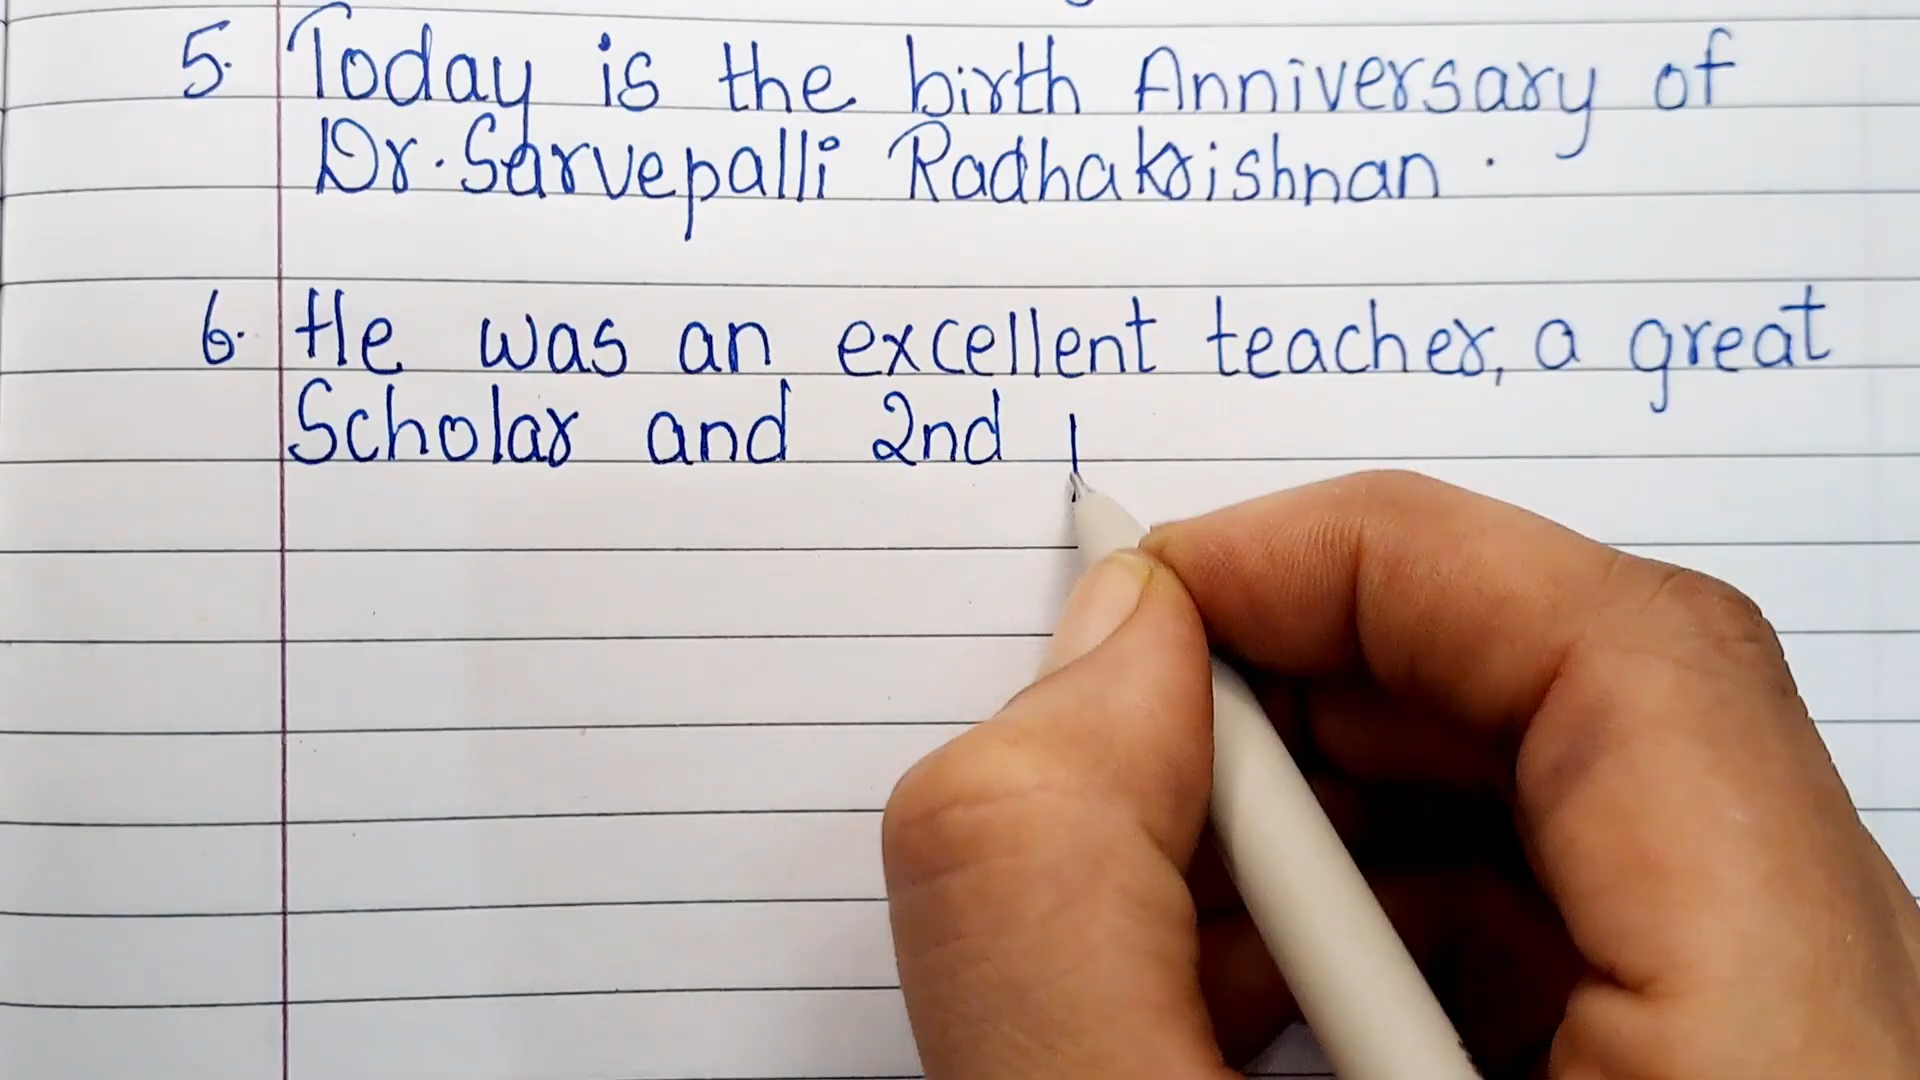 5. Today is the birth Anniversary of
Dr. Sarvepalli Radhakrishnan.
6. He was an excellent teacher, a great
Scholar and 2nd